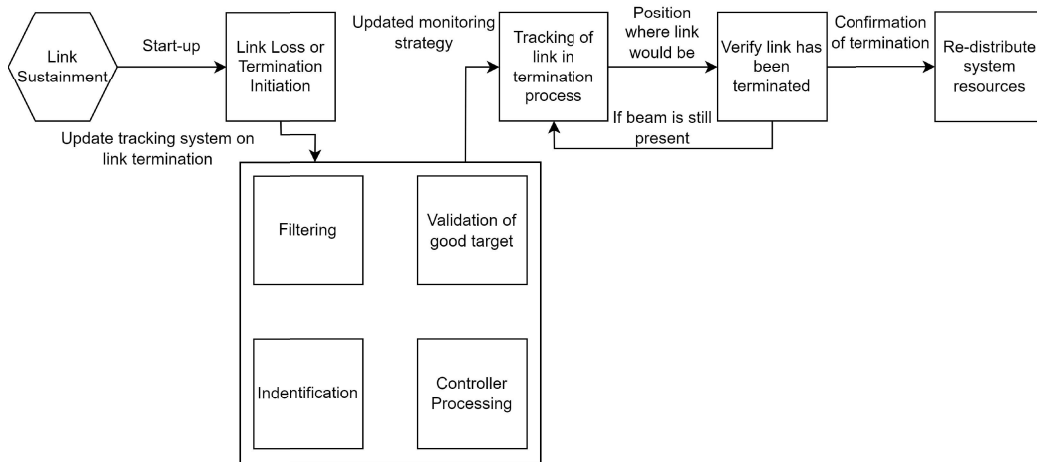 Link
Sustainment
Start-up
Link Loss or
Termination
Initiation
Update tracking system on
link termination
Filtering
Validation of
good target
Indentification
Controller
Processing
Updated monitoring
strategy
Tracking of
link in
termination
process
Position
where link
would be
Verify link has
been
terminated
If beam is still
present
Confirmation
of termination
Re-distribute
system
resources